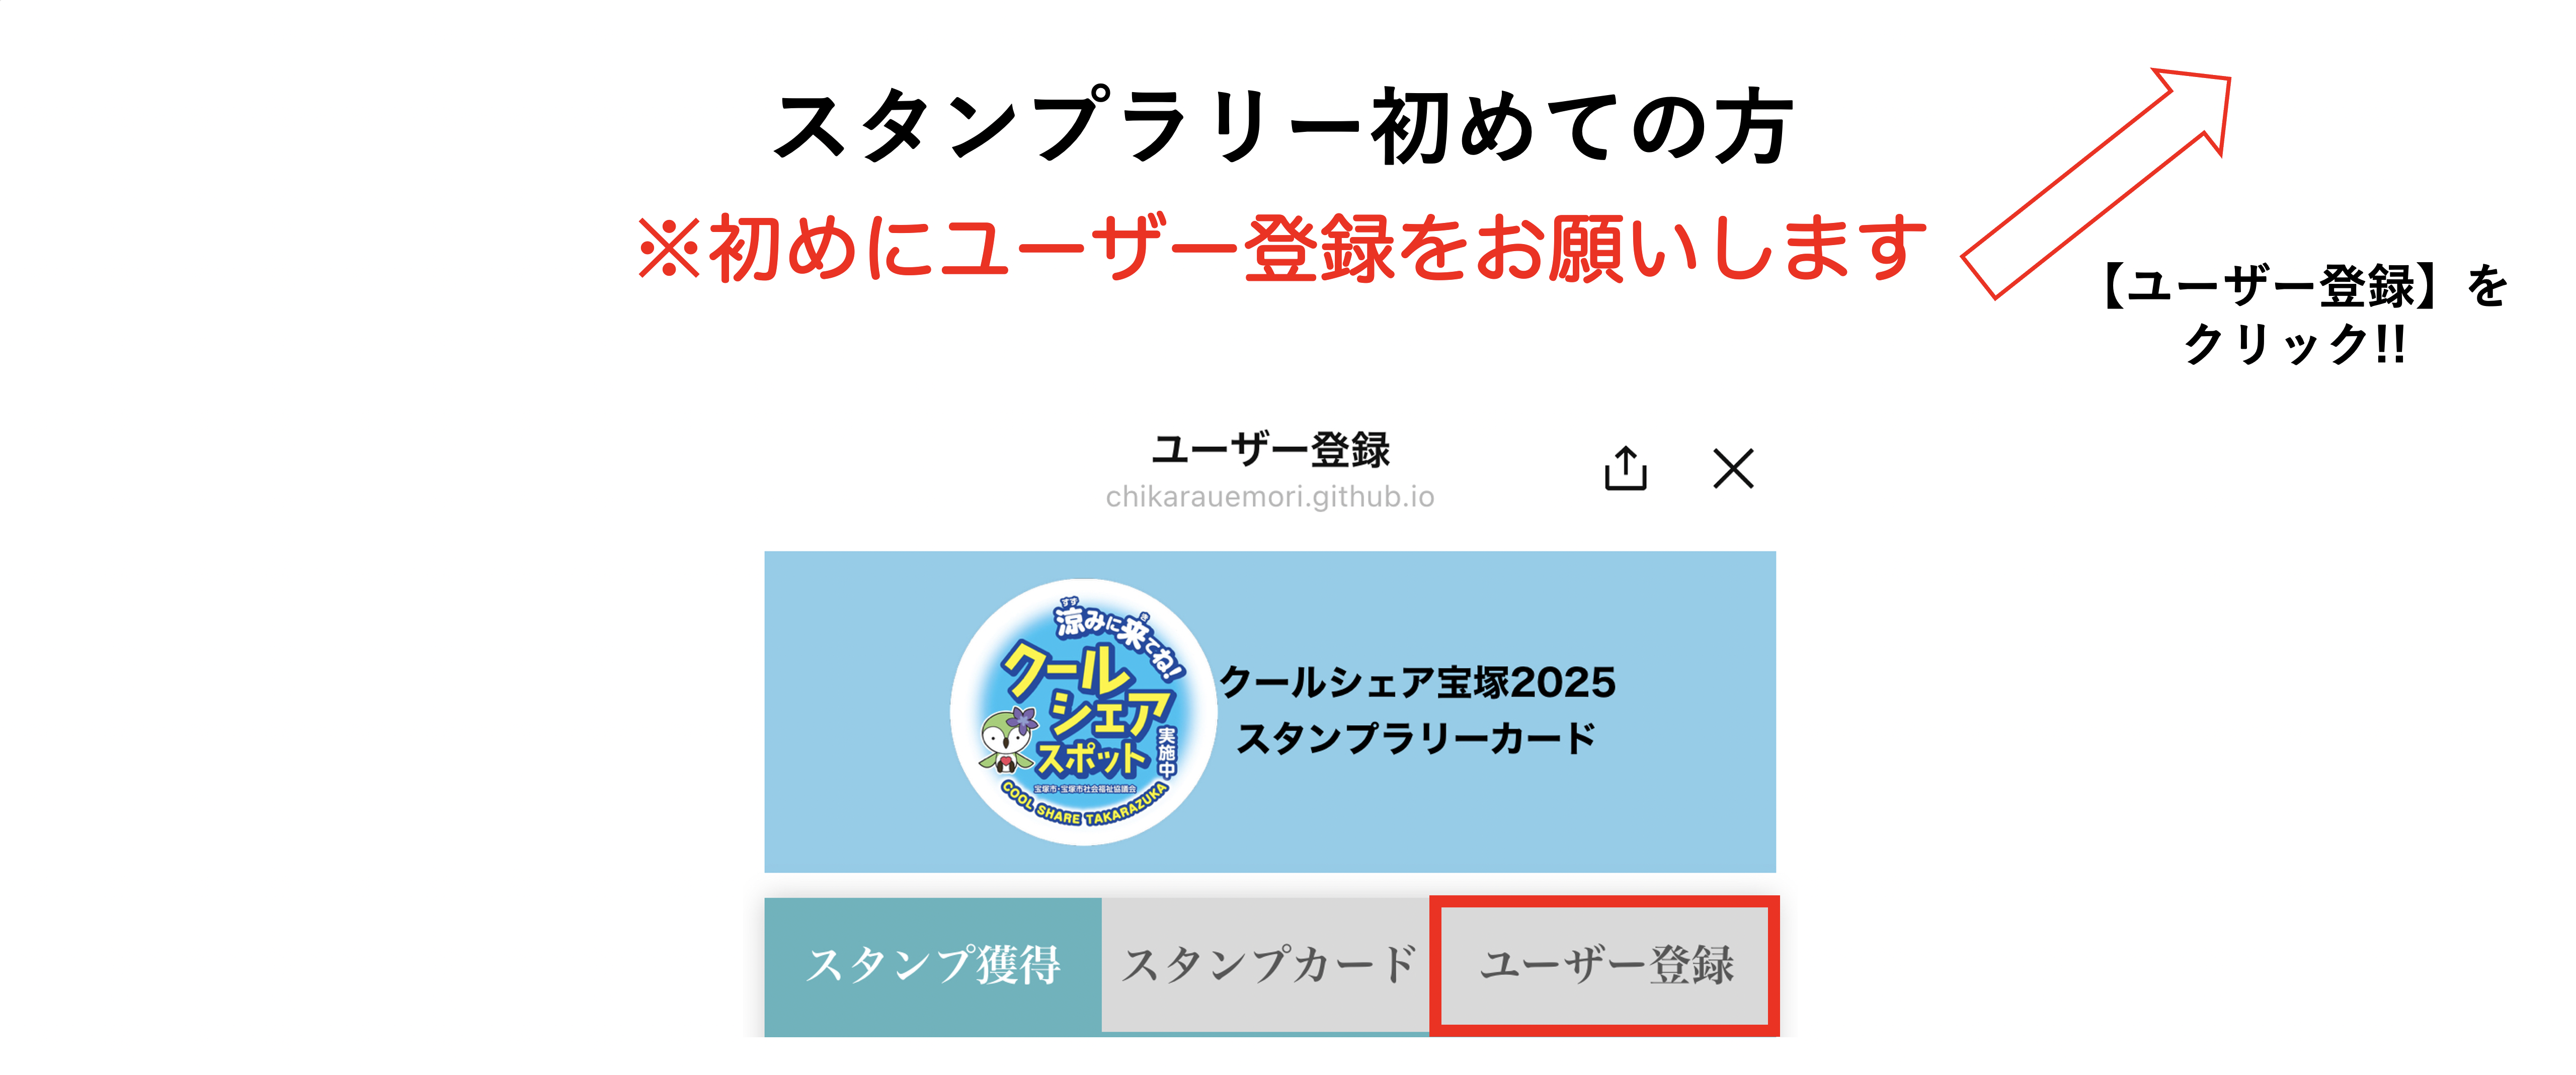 スタンプラリー初めての方
※初めにユーザー登録をお願いします
【ユーザー登録】を
クリック!!
ユーザー登録
chikarauemori.github.io
すず
き
涼みに来てね!
クール
シェア
スポット
実施中
宝塚市・宝塚市社会福祉協議会
COOL SHARE TAKARAZUKA
クールシェア宝塚2025
スタンプラリーカード
スタンプ獲得
スタンプカード
ユーザー登録